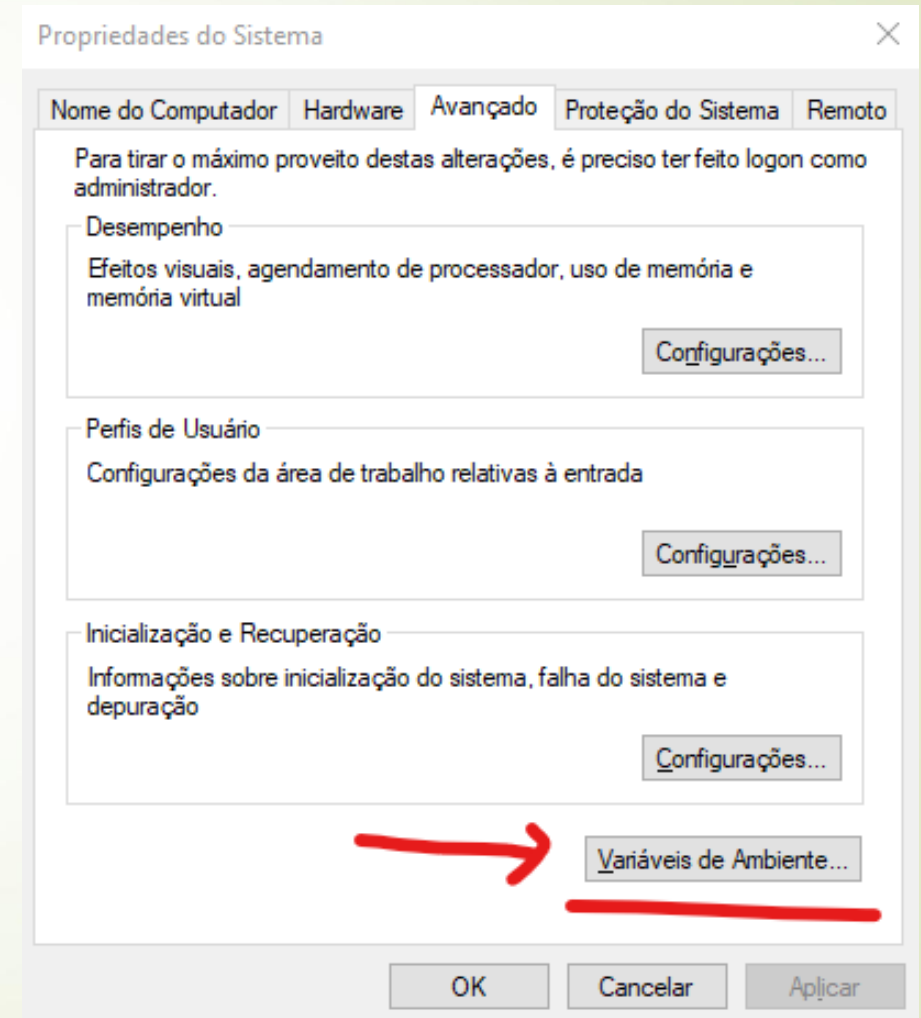 Propriedades do Sistema
Nome do Computador Hardware Avançado Proteção do Sistema Remoto
Para tirar o máximo proveito destas alterações, é preciso ter feito logon como
administrador.
Desempenho
Efeitos visuais, agendamento de processador, uso de memória e
memória virtual
Configurações...
Perfis de Usuário
Configurações da área de trabalho relativas à entrada
Configurações...
Inicialização e Recuperação
Informações sobre inicialização do sistema, falha do sistema e
depuração
Configurações...
Variáveis de Ambiente...
OK Cancelar Aplicar